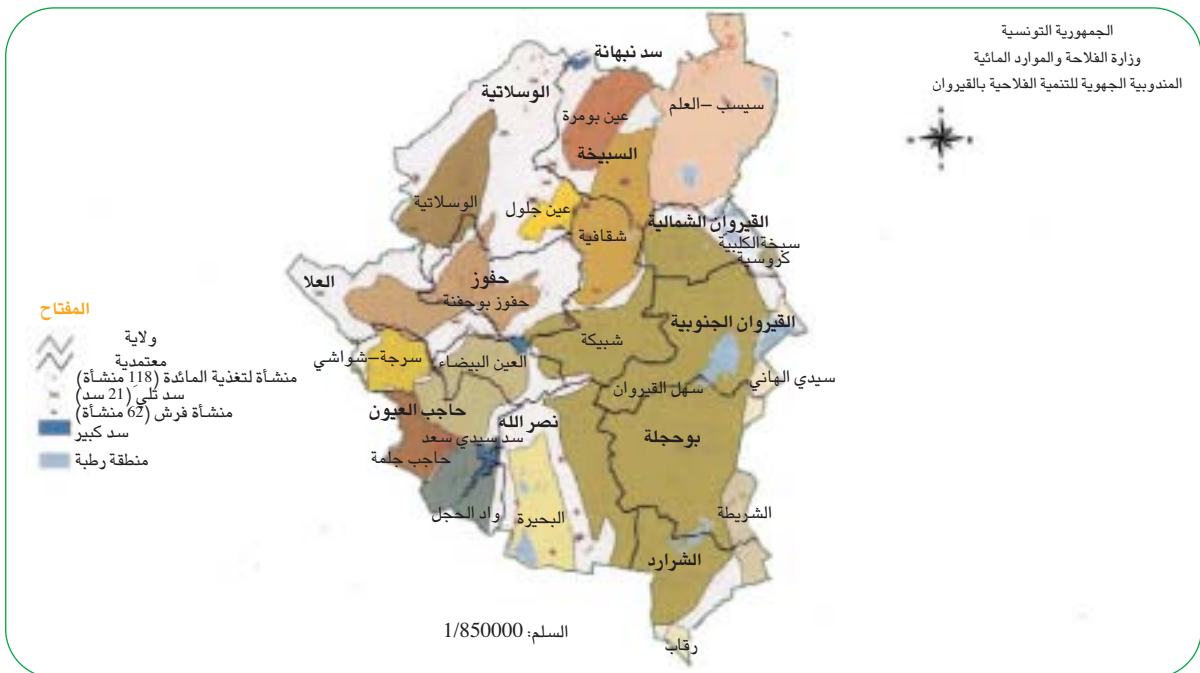 الجمهورية التونسية
وزارة الفلاحة والموارد المائية
المندوبية الجهوية للتنمية الفلاحية بالقيروان
سد نبهانة
الوسلاتية
سيسب –العلم
عين بومرة
السبيخة
الوسلاتية
عين جلول
القيروان الشمالية
شقافية
سبخة الكلبية
كروسية
حفوز
العلا
حفوز بوحفنة
القيروان الجنوبية
شبيكة
سرجة–شواشي
العين البيضاء
سيدي الهاني
سهل القيروان
حاجب العيون
نصر الله
بوحجلة
سد سيدي سعد
حاجب جلمة
واد الحجل
البحيرة
الشريطة
الشرارد
رقاب
المفتاح
ولاية
معتمدية
منشأة لتغذية المائدة (118 منشأة)
سد تلي (21 سد)
منشأة فرش (62 منشأة)
سد كبير
منطقة رطبة
السلم: 1/850000